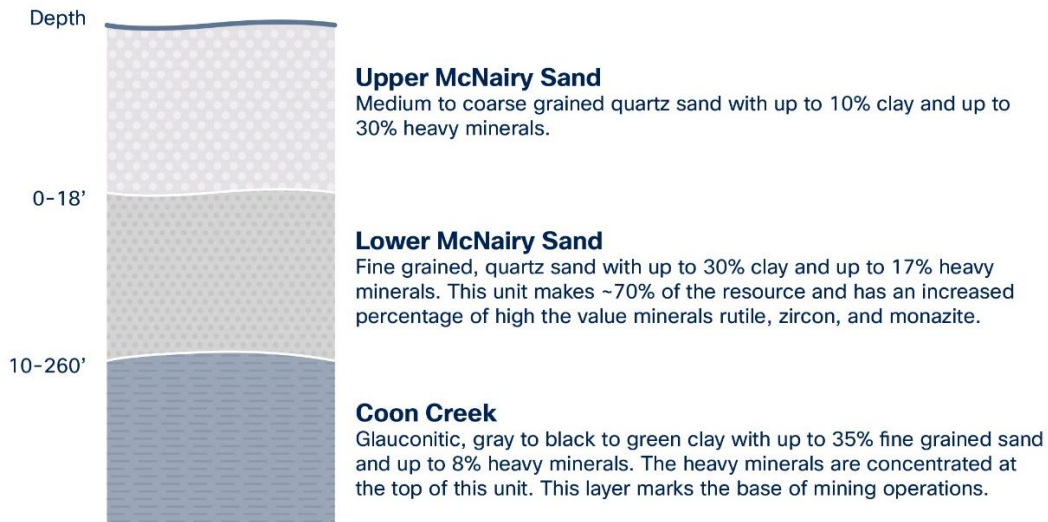 Depth
Upper McNairy Sand
Medium to coarse grained quartz sand with up to 10% clay and up to
30% heavy minerals.
0-18’
Lower McNairy Sand
Fine grained, quartz sand with up to 30% clay and up to 17% heavy
minerals. This unit makes ~70% of the resource and has an increased
percentage of high the value minerals rutile, zircon, and monazite.
10-260’
Coon Creek
Glauconitic, gray to black to green clay with up to 35% fine grained sand
and up to 8% heavy minerals. The heavy minerals are concentrated at
the top of this unit. This layer marks the base of mining operations.